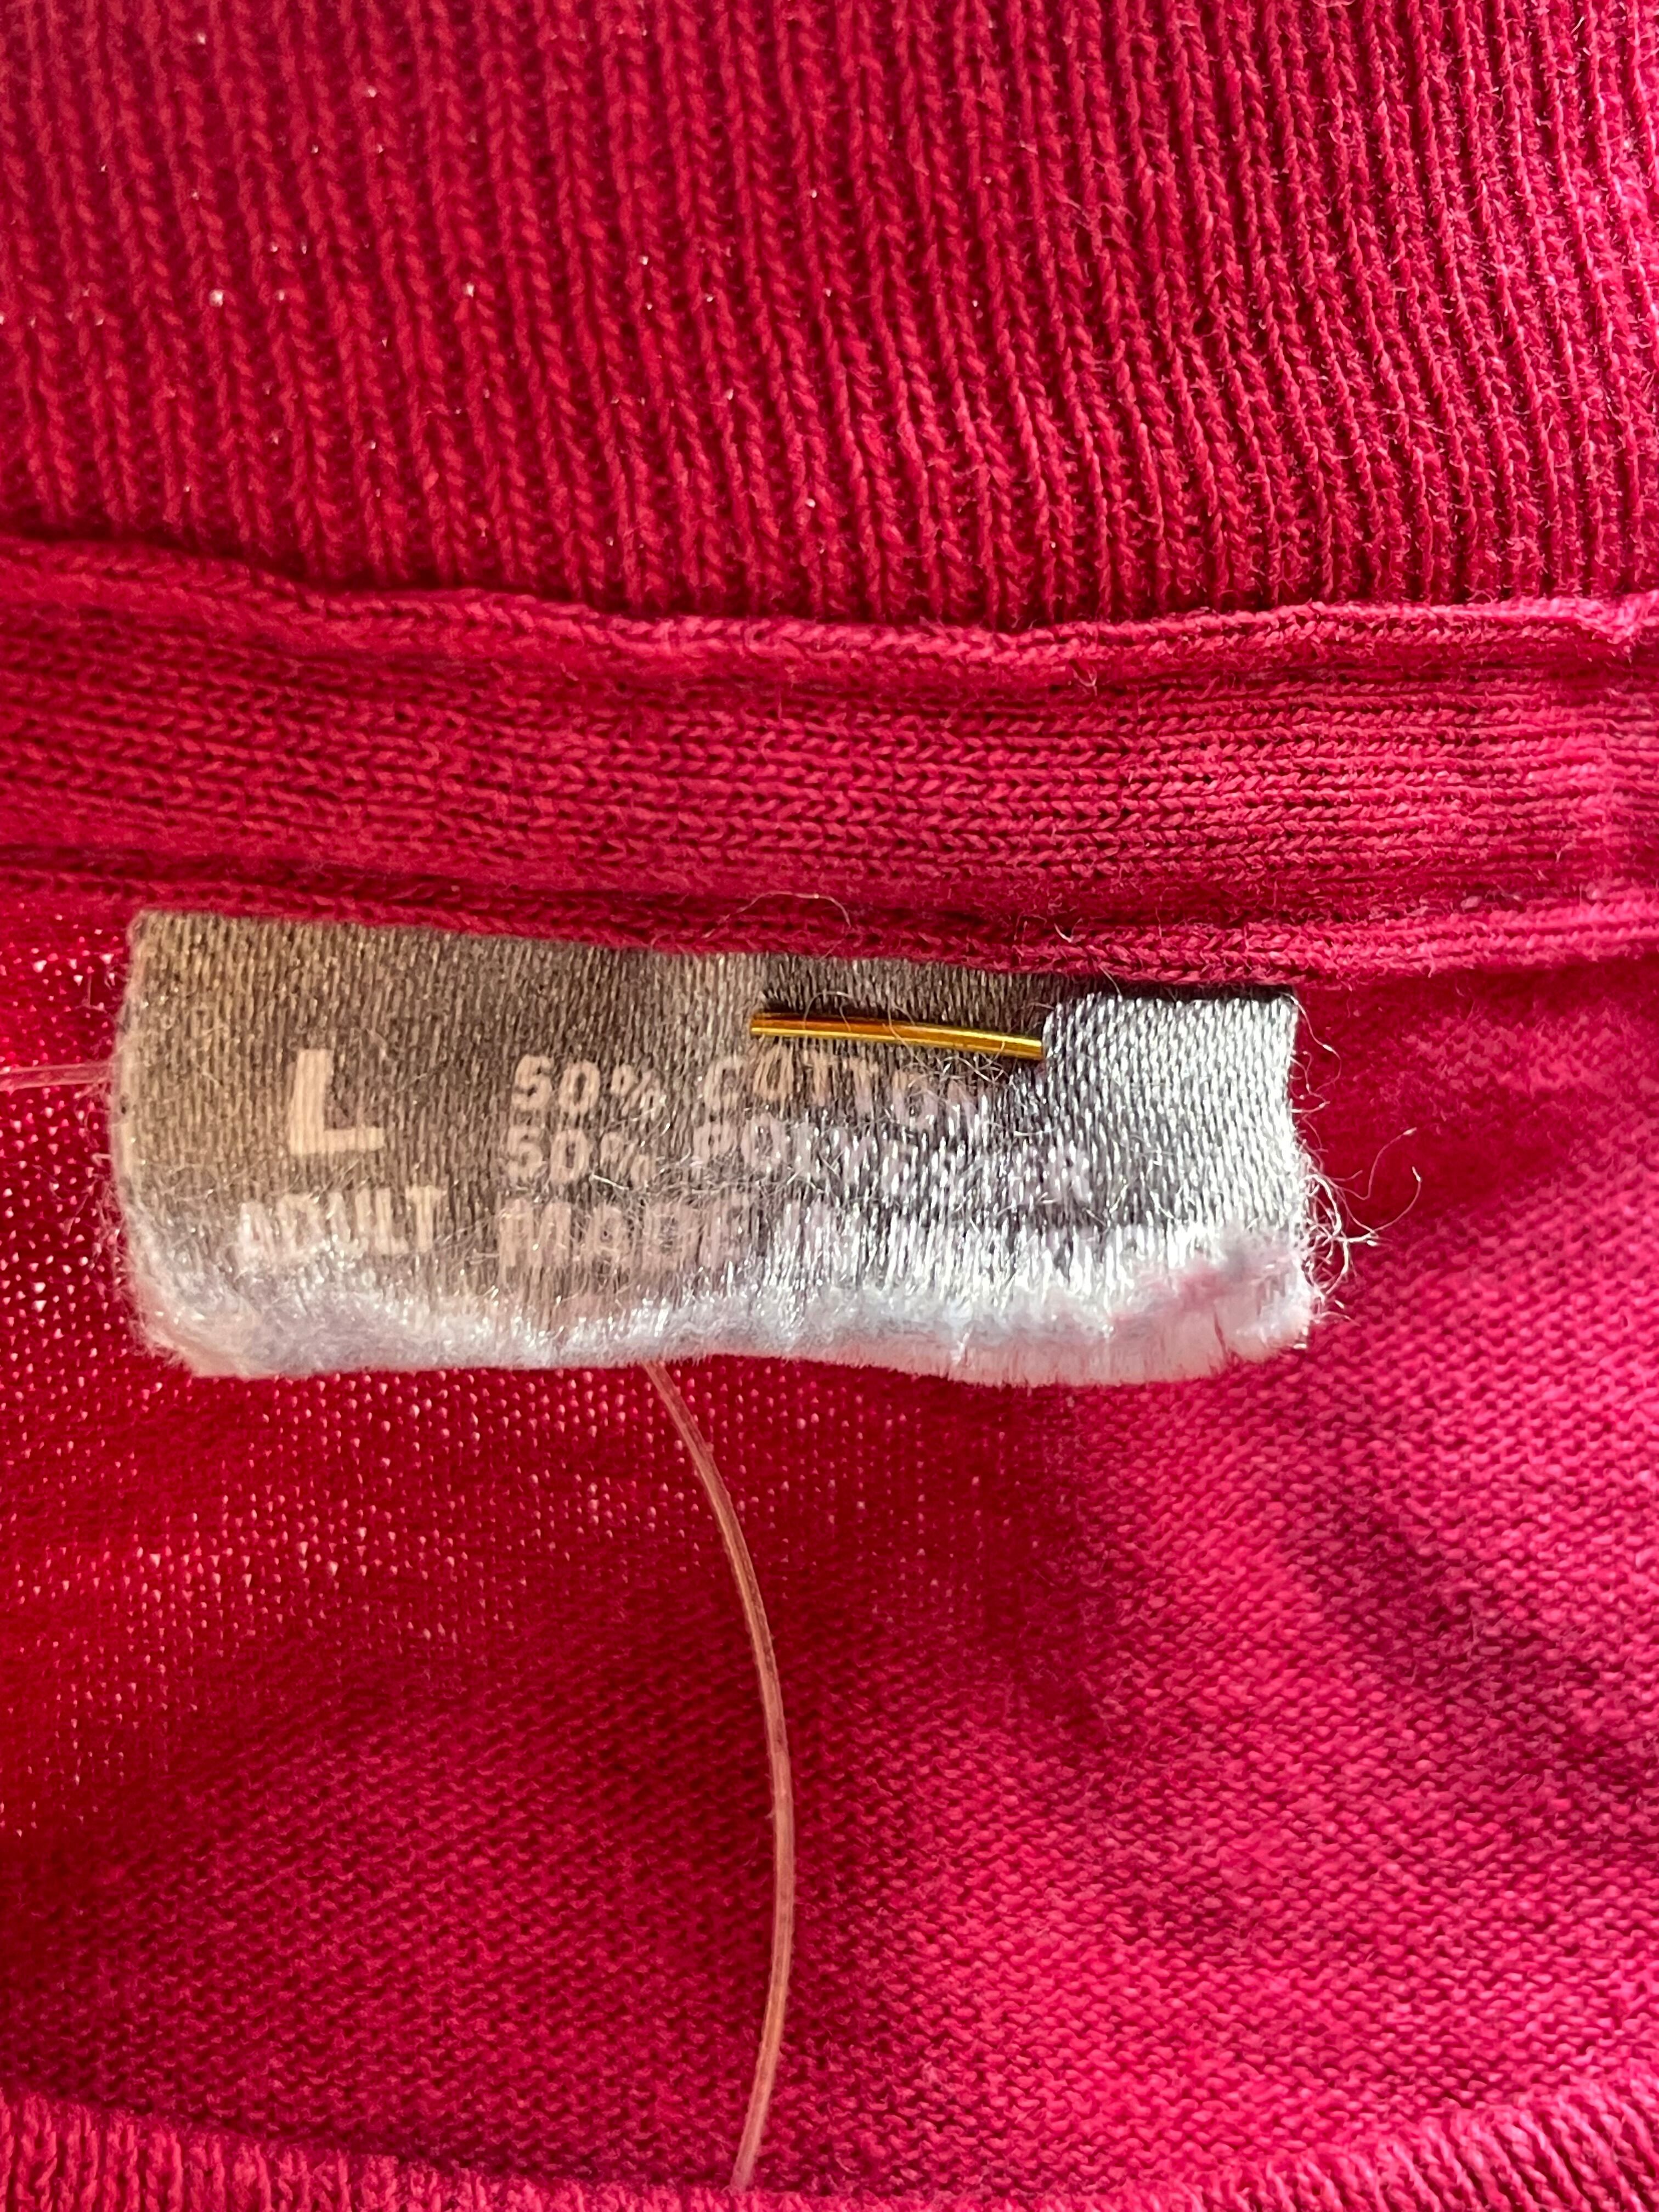 L
ADULT
50% COTTON
50% POLYESTER
MADE IN